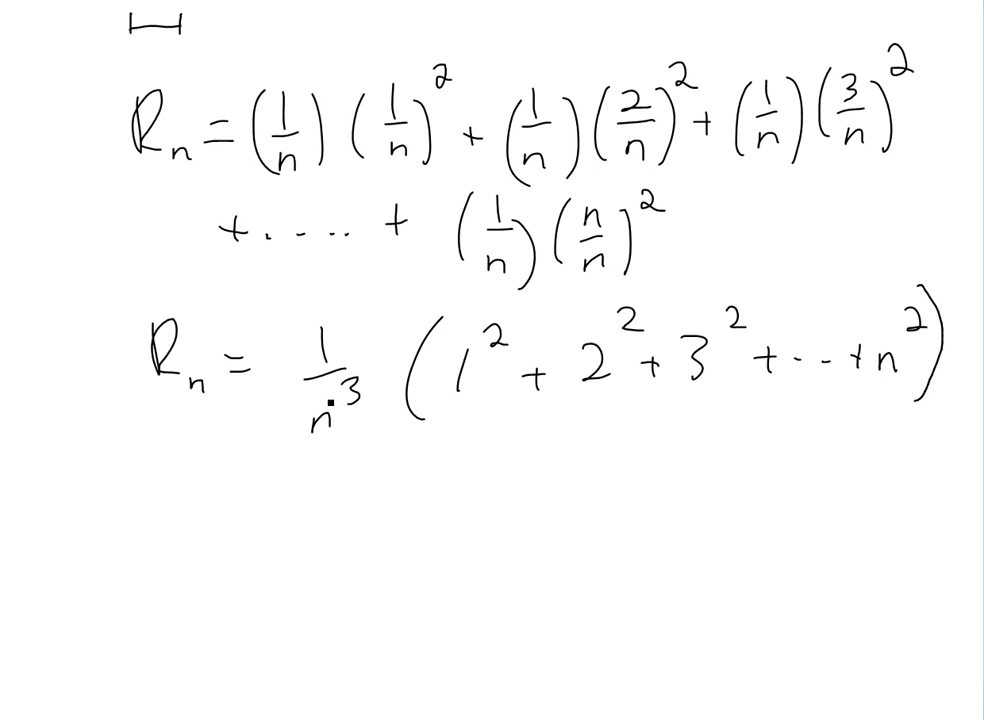 Rₙ = (1/n)(1/n)² + (1/n)(2/n)² + (1/n)(3/n)²
+ . - - .. + (1/n)(n/n)²
Rₙ = 1/n³ (1² + 2² + 3² + - - + n²)